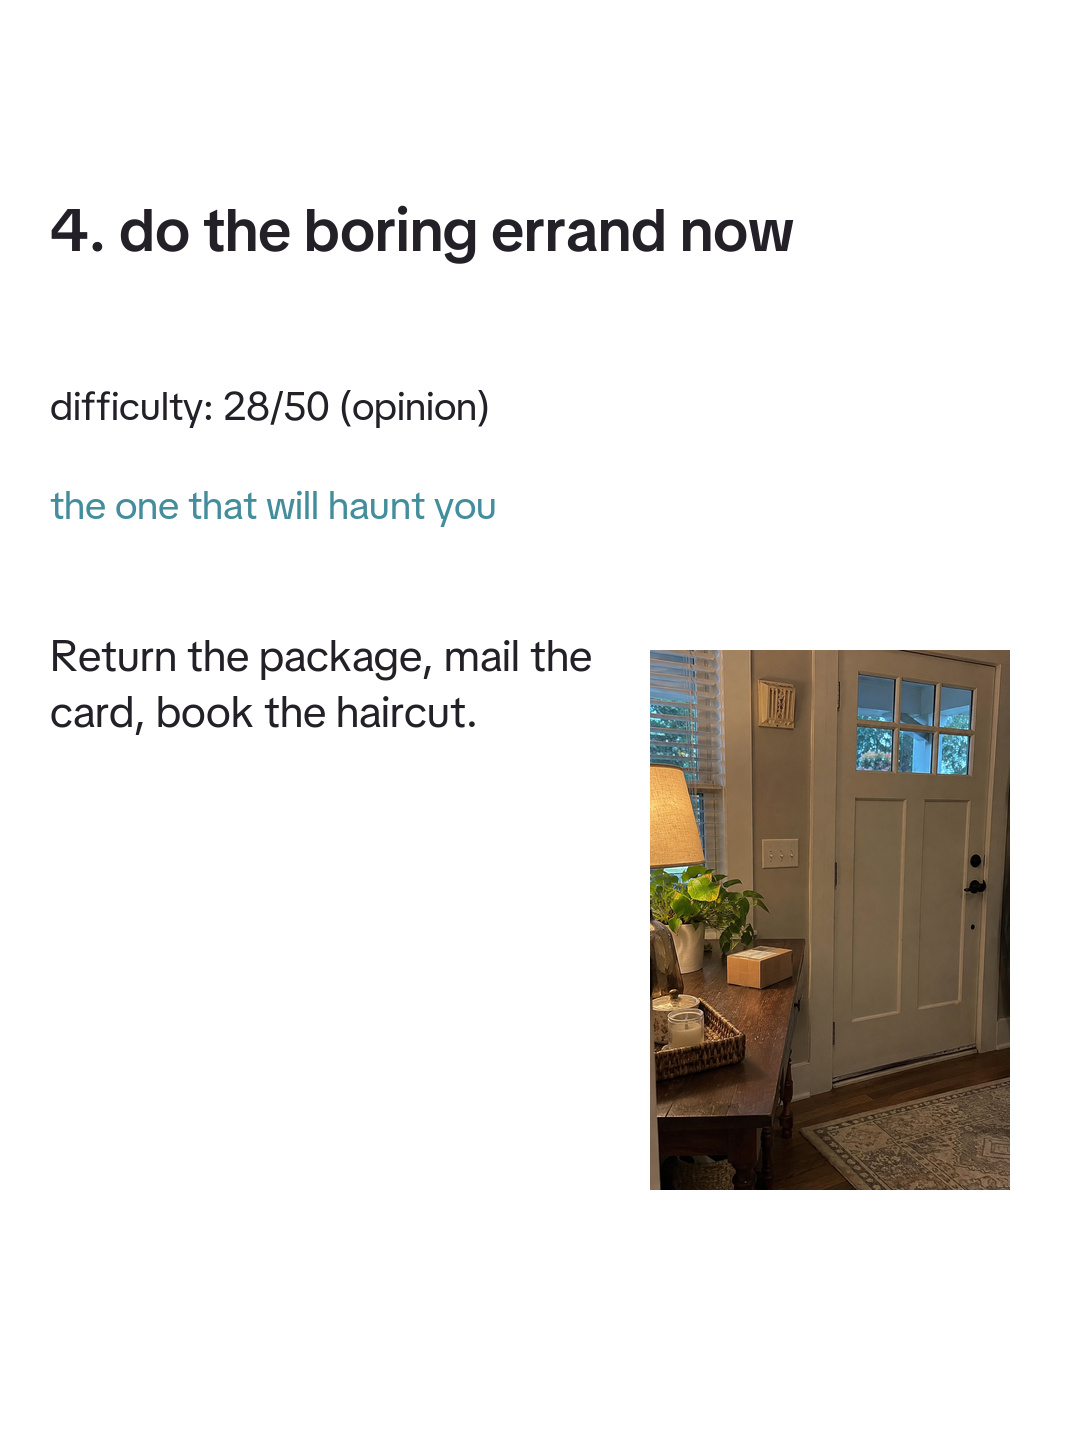 4. do the boring errand now
difficulty: 28/50 (opinion)
the one that will haunt you
Return the package, mail the
card, book the haircut.